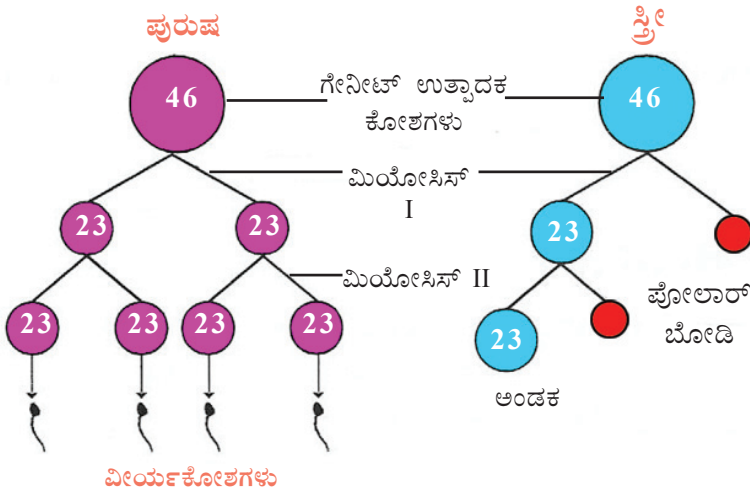 ಪುರುಷ
ಸ್ತ್ರೀ
46
ಗೇನೀಟ್ ಉತ್ಪಾದಕ
ಕೋಶಗಳು
46
ಮಿಯೋಸಿಸ್
I
23
23
23
ಮಿಯೋಸಿಸ್ II
ಪೋಲಾರ್
ಬೋಡಿ
23
23
23
23
23
ಅಂಡಕ
ವೀರ್ಯಕೋಶಗಳು